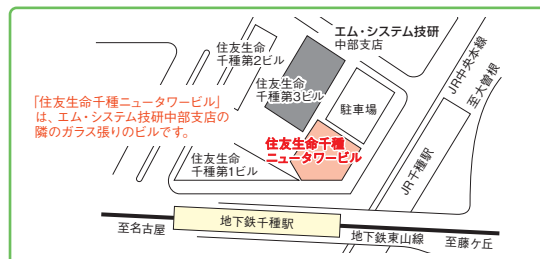 エム・システム技研
中部支店
住友生命
千種第2ビル
住友生命
千種第3ビル
駐車場
JR中央本線
至大曽根
「住友生命千種ニュータワービル」
は、エム・システム技研中部支店の
隣のガラス張りのビルです。
住友生命千種
ニュータワービル
住友生命
千種第1ビル
JR千種駅
地下鉄千種駅
至名古屋
地下鉄東山線
至藤ヶ丘